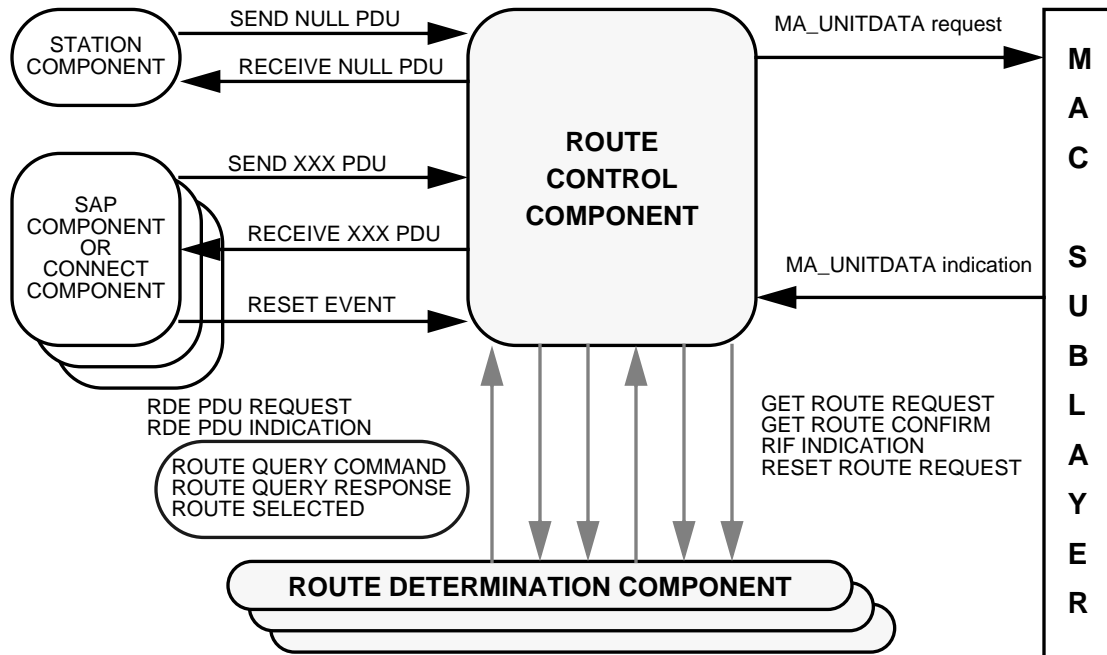 SEND NULL PDU
MA_UNITDATA request
STATION
COMPONENT
RECEIVE NULL PDU
ROUTE
CONTROL
COMPONENT
SEND XXX PDU
SAP
COMPONENT
OR
CONNECT
COMPONENT
RECEIVE XXX PDU
MA_UNITDATA indication
RESET EVENT
M
A
C
S
U
B
L
A
Y
E
R
RDE PDU REQUEST
RDE PDU INDICATION
ROUTE QUERY COMMAND
ROUTE QUERY RESPONSE
ROUTE SELECTED
GET ROUTE REQUEST
GET ROUTE CONFIRM
RIF INDICATION
RESET ROUTE REQUEST
ROUTE DETERMINATION COMPONENT